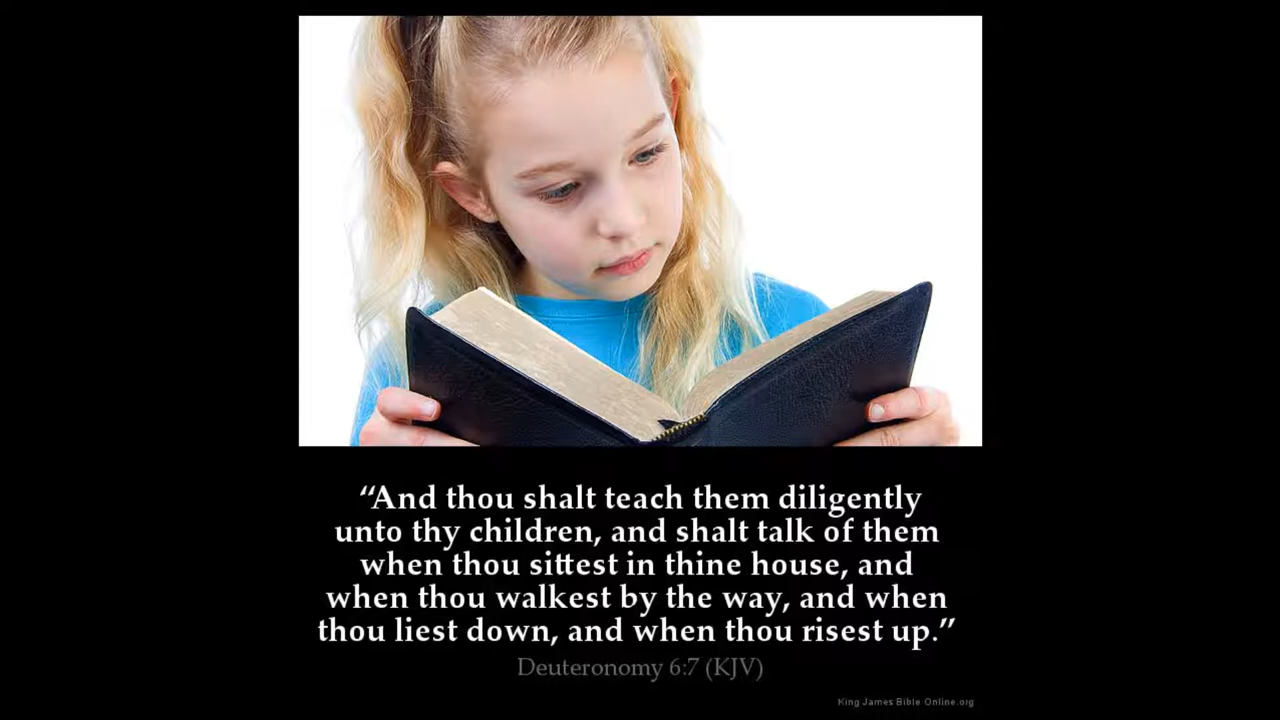 “And thou shalt teach them diligently
unto thy children, and shalt talk of them
when thou sittest in thine house, and
when thou walkest by the way, and when
thou liest down, and when thou risest up.”
Deuteronomy 6:7 (KJV)
King James Bible Online.org